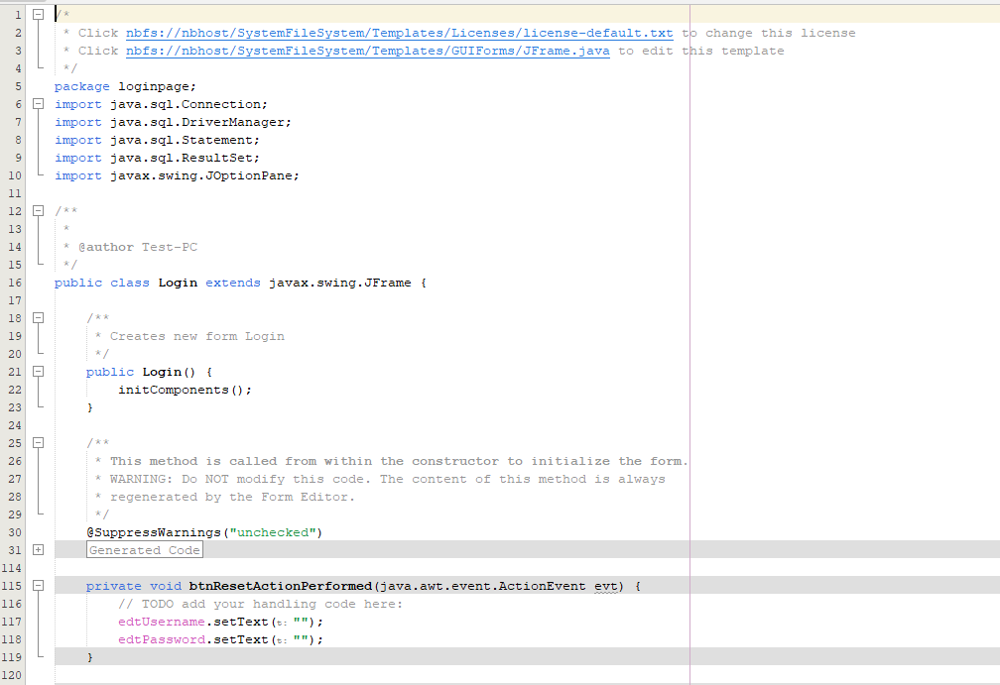 1 /*
2 * Click nbfs://nbhost/SystemFileSystem/Templates/Licenses/license-default.txt to change this license
3 * Click nbfs://nbhost/SystemFileSystem/Templates/GUIForms/JFrame.java to edit this template
4 */
5 package loginpage;
6 import java.sql.Connection;
7 import java.sql.DriverManager;
8 import java.sql.Statement;
9 import java.sql.ResultSet;
10 import javax.swing.JOptionPane;
11
12 /**
13 *
14 * @author Test-PC
15 */
16 public class Login extends javax.swing.JFrame {
17
18 /**
19 * Creates new form Login
20 */
21 public Login() {
22 initComponents();
23 }
24
25 /**
26 * This method is called from within the constructor to initialize the form.
27 * WARNING: Do NOT modify this code. The content of this method is always
28 * regenerated by the Form Editor.
29 */
30 @SuppressWarnings("unchecked")
31 Generated Code
114
115 private void btnResetActionPerformed(java.awt.event.ActionEvent evt) {
116 // TODO add your handling code here:
117 edtUsername.setText(t: "");
118 edtPassword.setText(t: "");
119 }
120